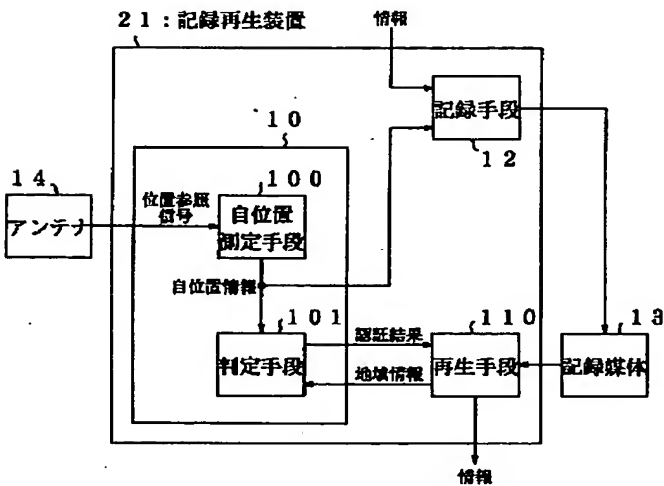 ２１：記録再生装置
情報
記録手段
１２
１０
１４
アンテナ
位置参照
信号
１００
自位置
測定手段
自位置情報
１０１
判定手段
認証結果
地域情報
１１０
再生手段
１３
記録媒体
情報